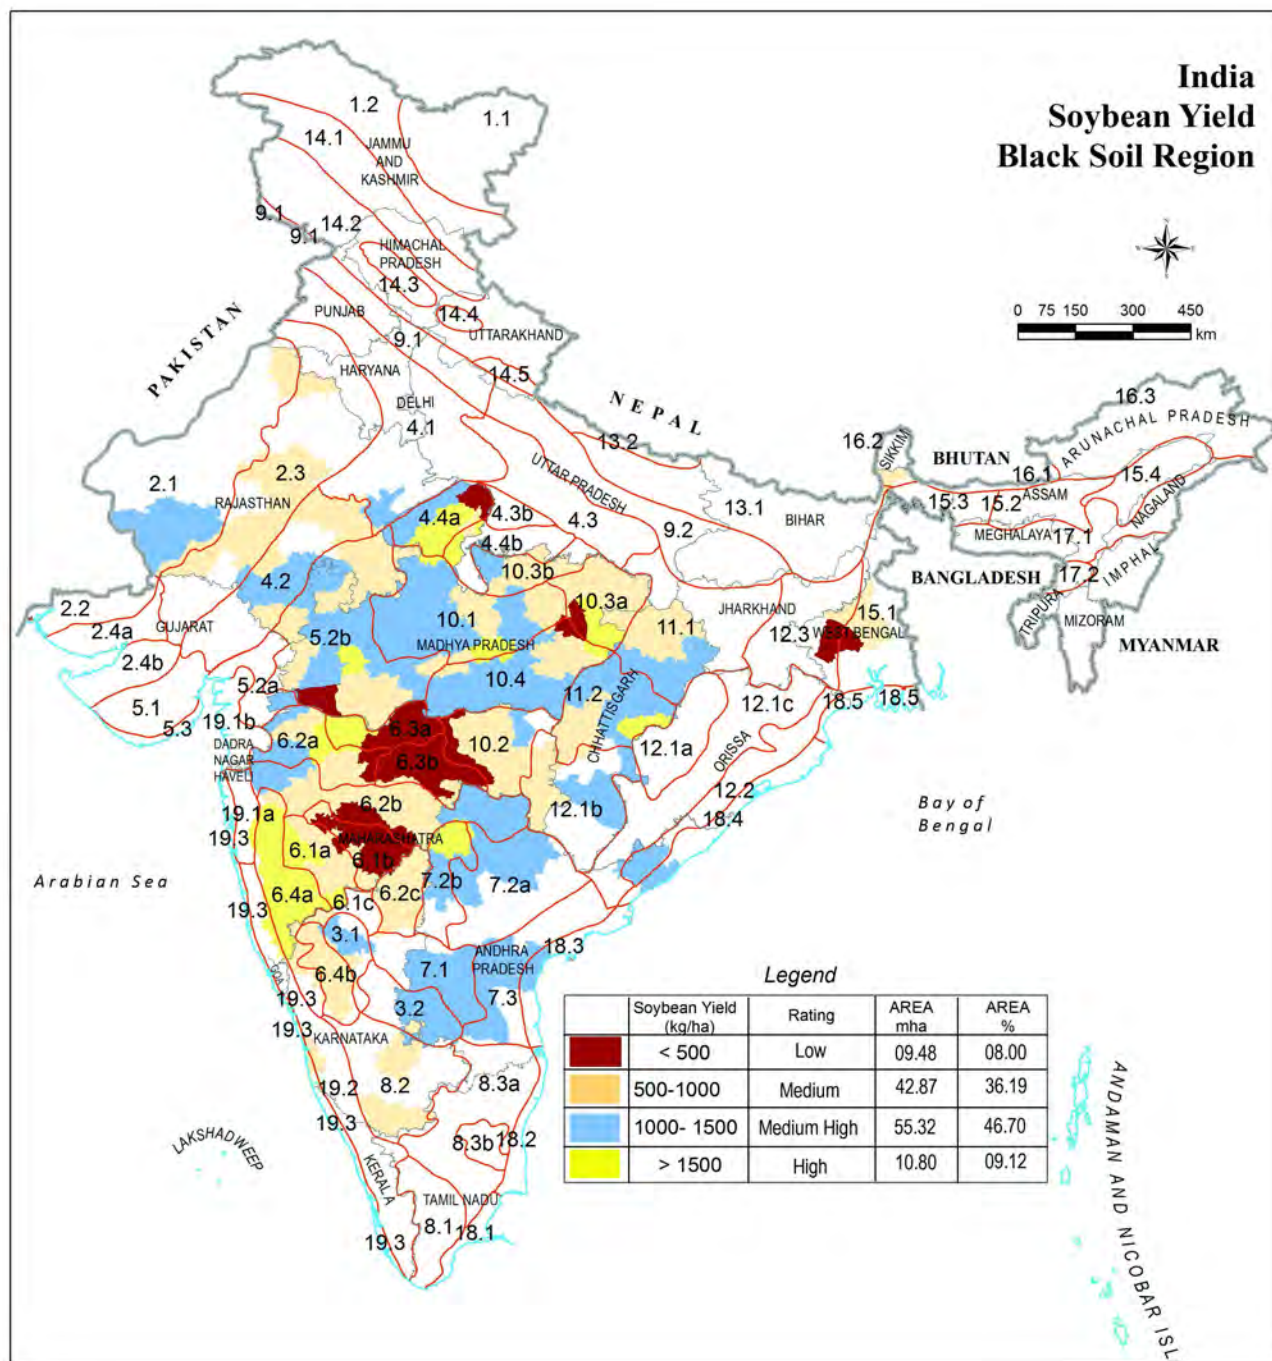 India
Soybean Yield
Black Soil Region
1.2
1.1
14.1
JAMMU
AND
KASHMIR
9.1
14.2
9.1
HIMACHAL
PRADESH
14.3
14.4
PUNJAB
UTTARAKHAND
9.1
PAKISTAN
HARYANA
14.5
DELHI
4.1
NEPAL
0 75 150 300 450
km
13.2
16.3
ARUNACHAL PRADESH
16.2
SIKKIM
BHUTAN
16.1
15.4
ASSAM
15.3
15.2
NAGALAND
MEGHALAYA
17.1
2.1
2.3
RAJASTHAN
UTTAR PRADESH
13.1
BIHAR
4.4a
4.3b
4.3
9.2
4.4b
BANGLADESH
17.2
IMPHAL
TRIPURA
MIZORAM
MYANMAR
4.2
10.3b
10.3a
JHARKHAND
2.2
2.4a
GUJARAT
10.1
11.1
15.1
12.3
WEST BENGAL
5.2b
MADHYA PRADESH
2.4b
5.2a
10.4
11.2
CHHATTISGARH
12.1c
18.5
18.5
5.1
5.3
19.1b
6.2a
6.3a
10.2
12.1a
ORISSA
DADRA
NAGAR
HAVELI
6.3b
12.2
6.2b
12.1b
18.4
Bay of
Bengal
19.1a
19.3
MAHARASHATRA
6.1a
6.1b
Arabian Sea
7.2b
7.2a
6.4a
6.1c
6.2c
19.3
3.1
18.3
ANDHRA
PRADESH
7.1
6.4b
GOA
19.3
3.2
7.3
19.3
KARNATAKA
19.2
8.2
8.3a
19.3
8.3b
18.2
LAKSHADWEEP
KERALA
TAMIL NADU
8.1
18.1
19.3
Legend
Soybean Yield (kg/ha) Rating AREA mha AREA %
< 500 Low 09.48 08.00
500-1000 Medium 42.87 36.19
1000- 1500 Medium High 55.32 46.70
> 1500 High 10.80 09.12
ANDAMAN AND NICOBAR ISL